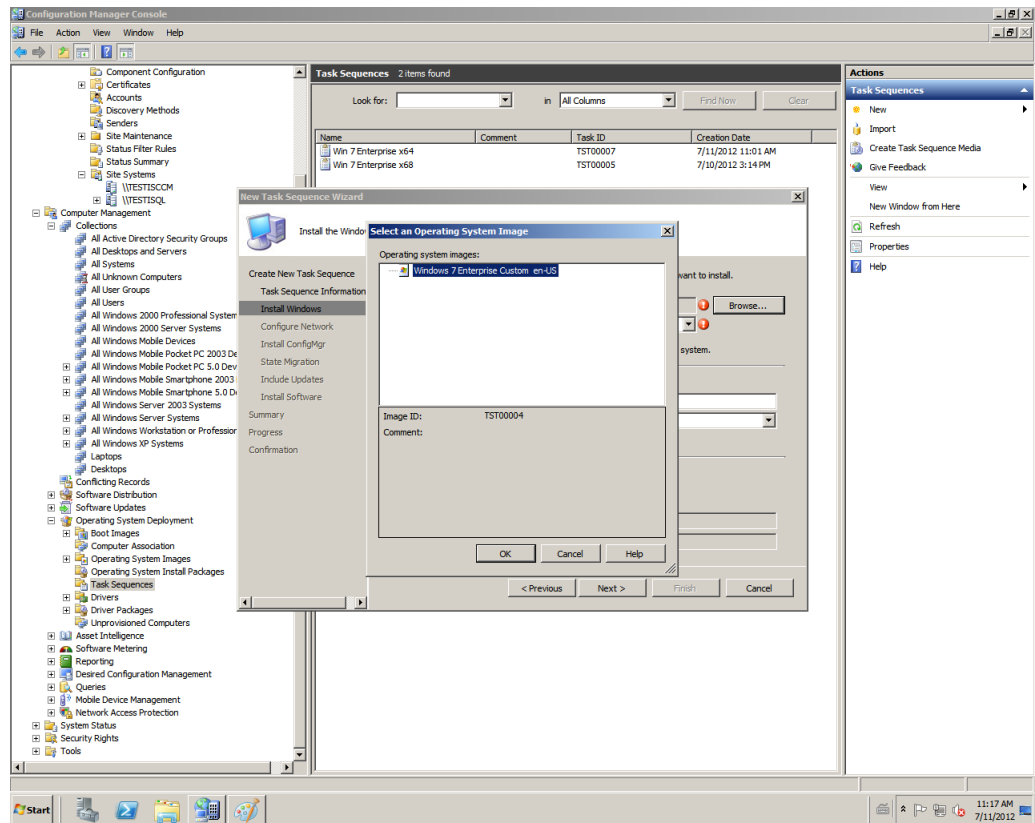 Configuration Manager Console
File Action View Window Help
Component Configuration
Certificates
Accounts
Discovery Methods
Senders
Site Maintenance
Status Filter Rules
Status Summary
Site Systems
\\TESTISCCM
\\TESTISQL
Computer Management
Collections
All Active Directory Security Groups
All Desktops and Servers
All Systems
All Unknown Computers
All User Groups
All Users
All Windows 2000 Professional System
All Windows 2000 Server Systems
All Windows Mobile Devices
All Windows Mobile Pocket PC 2003 De
All Windows Mobile Pocket PC 5.0 Dev
All Windows Mobile Smartphone 2003
All Windows Mobile Smartphone 5.0 D
All Windows Server 2003 Systems
All Windows Server Systems
All Windows Workstation or Professior
All Windows XP Systems
Laptops
Desktops
Conflicting Records
Software Distribution
Software Updates
Operating System Deployment
Boot Images
Computer Association
Operating System Images
Operating System Install Packages
Task Sequences
Drivers
Driver Packages
Unprovisioned Computers
Asset Intelligence
Software Metering
Reporting
Desired Configuration Management
Queries
Mobile Device Management
Network Access Protection
System Status
Security Rights
Tools
Task Sequences 2 items found
Look for: in All Columns Find Now Clear
Name Comment Task ID Creation Date
Win 7 Enterprise x64 TST00007 7/11/2012 11:01 AM
Win 7 Enterprise x68 TST00005 7/10/2012 3:14 PM
New Task Sequence Wizard
Install the Window
Create New Task Sequence
Task Sequence Information
Install Windows
Configure Network
Install ConfigMgr
State Migration
Include Updates
Install Software
Summary
Progress
Confirmation
want to install.
Browse...
system.
< Previous Next > Finish Cancel
Select an Operating System Image
Operating system images:
Windows 7 Enterprise Custom en-US
Image ID: TST00004
Comment:
OK Cancel Help
Actions
Task Sequences
New
Import
Create Task Sequence Media
Give Feedback
View
New Window from Here
Refresh
Properties
Help
Start
11:17 AM
7/11/2012